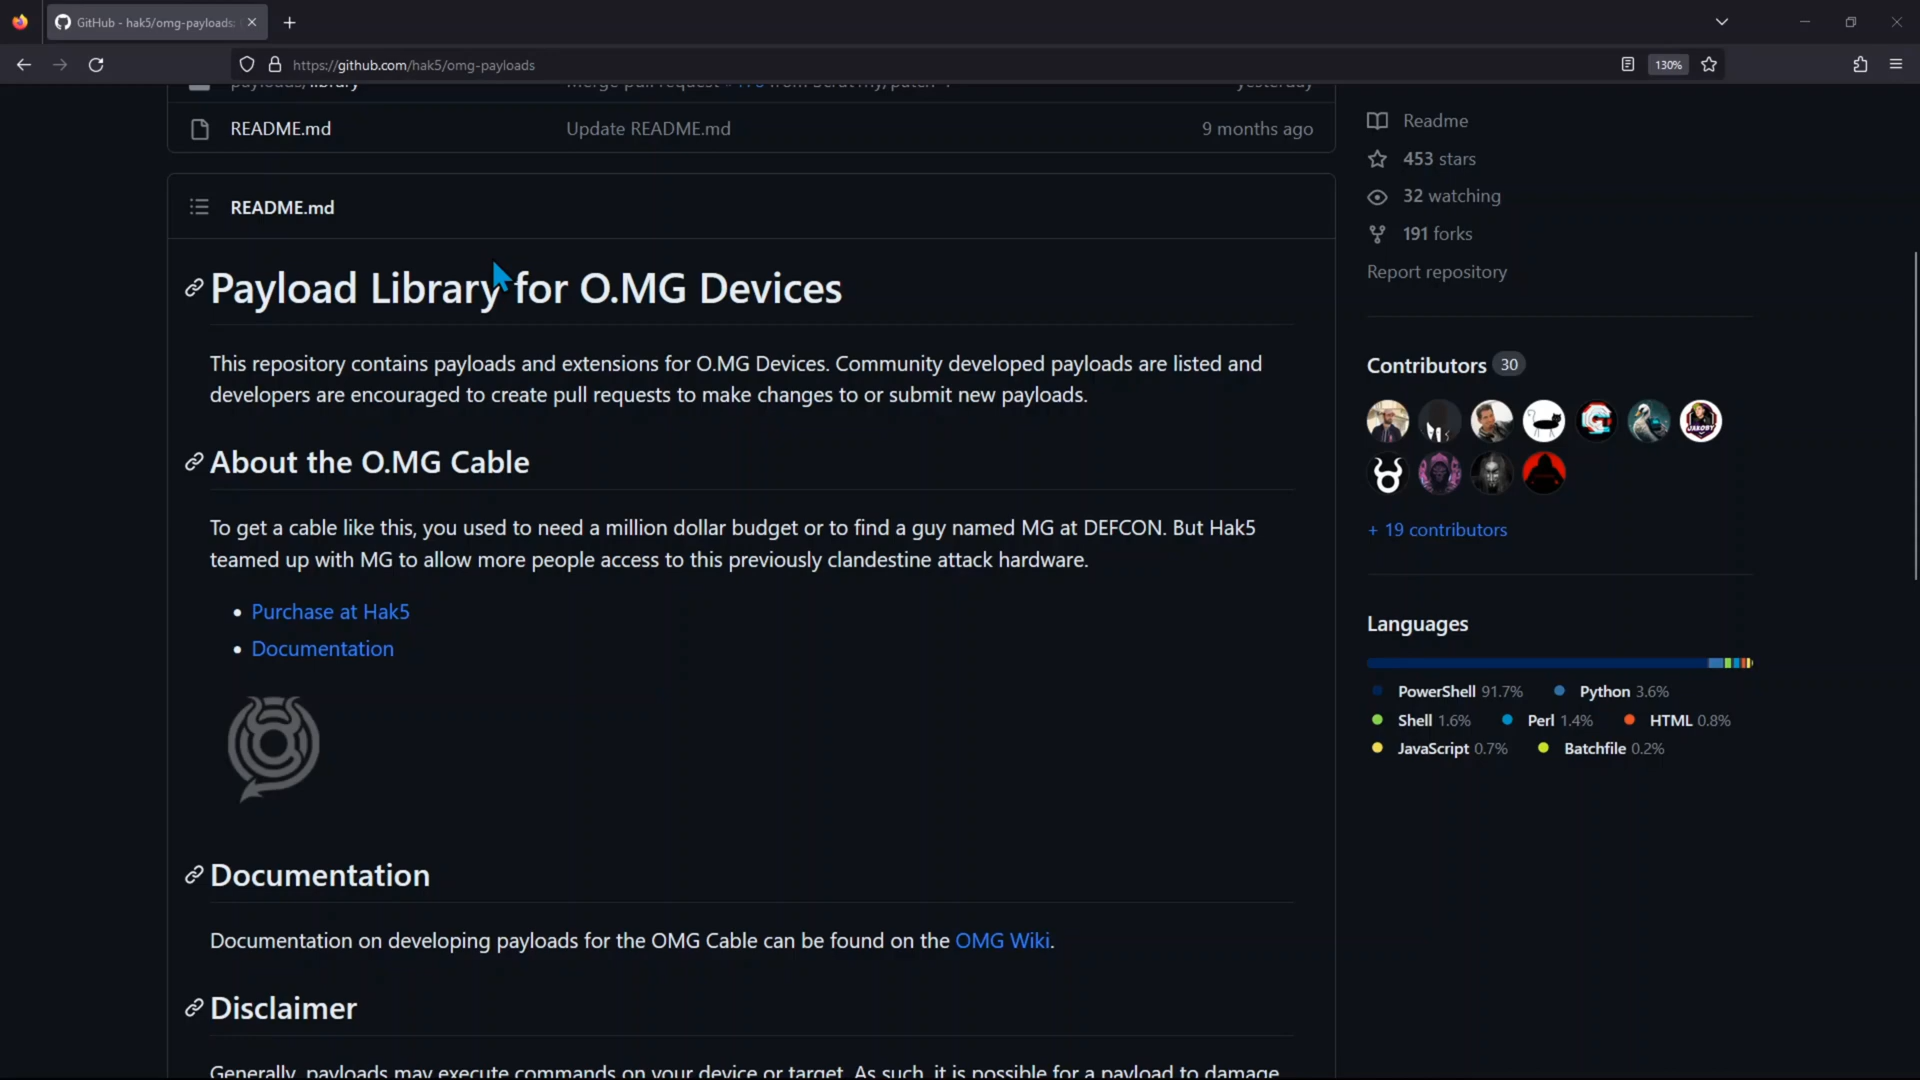 GitHub - hak5/omg-payloads:
https://github.com/hak5/omg-payloads
130%
payloads/library
yesterday
README.md
Update README.md
9 months ago
README.md
Payload Library for O.MG Devices
This repository contains payloads and extensions for O.MG Devices. Community developed payloads are listed and
developers are encouraged to create pull requests to make changes to or submit new payloads.
About the O.MG Cable
To get a cable like this, you used to need a million dollar budget or to find a guy named MG at DEFCON. But Hak5
teamed up with MG to allow more people access to this previously clandestine attack hardware.
Purchase at Hak5
Documentation
Documentation
Documentation on developing payloads for the OMG Cable can be found on the OMG Wiki.
Disclaimer
Generally, payloads may execute commands on your device or target. As such, it is possible for a payload to damage
Readme
453 stars
32 watching
191 forks
Report repository
Contributors 30
JAKOBY
+ 19 contributors
Languages
PowerShell 91.7% Python 3.6%
Shell 1.6% Perl 1.4% HTML 0.8%
JavaScript 0.7% Batchfile 0.2%